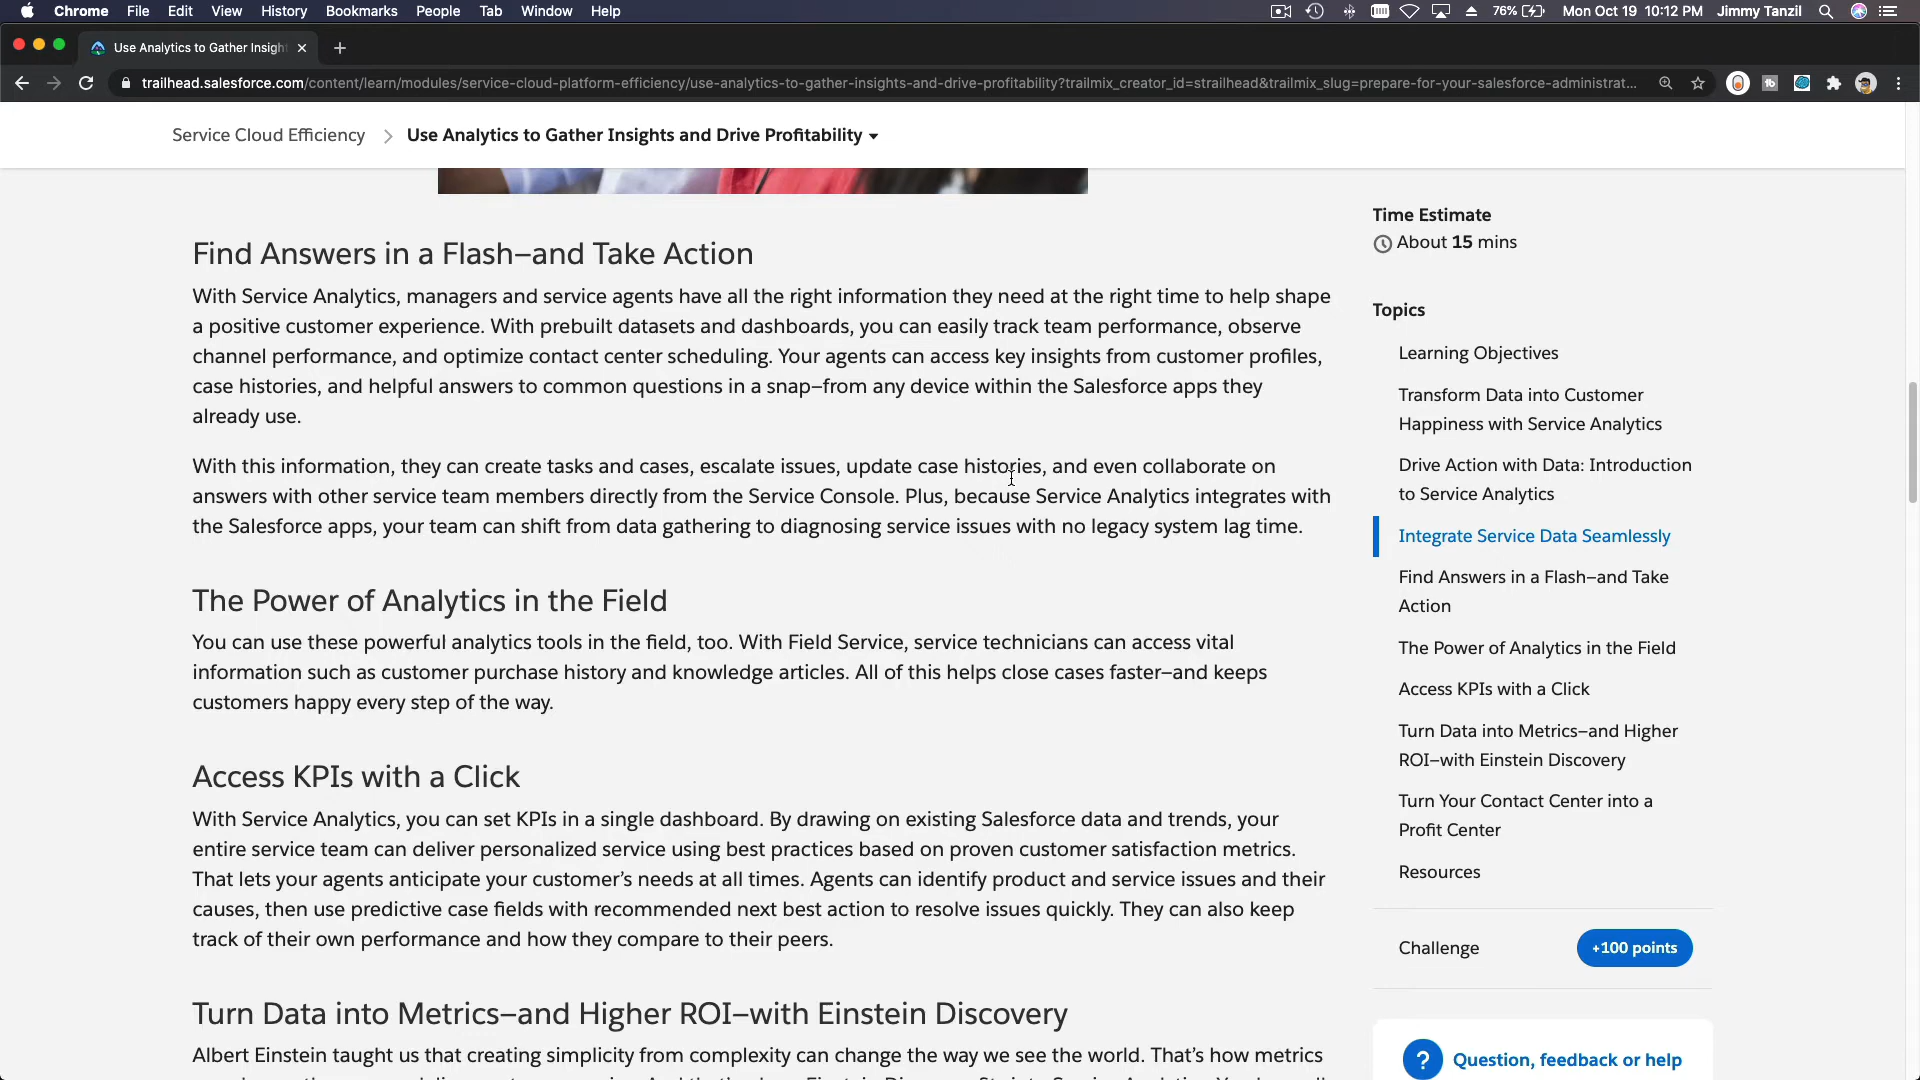 Chrome File Edit View History Bookmarks People Tab Window Help 76% Mon Oct 19 10:12 PM Jimmy Tanzil
Use Analytics to Gather Insigh
trailhead.salesforce.com/content/learn/modules/service-cloud-platform-efficiency/use-analytics-to-gather-insights-and-drive-profitability?trailmix_creator_id=strailhead&trailmix_slug=prepare-for-your-salesforce-administrat...
Service Cloud Efficiency Use Analytics to Gather Insights and Drive Profitability
Find Answers in a Flash—and Take Action
With Service Analytics, managers and service agents have all the right information they need at the right time to help shape
a positive customer experience. With prebuilt datasets and dashboards, you can easily track team performance, observe
channel performance, and optimize contact center scheduling. Your agents can access key insights from customer profiles,
case histories, and helpful answers to common questions in a snap—from any device within the Salesforce apps they
already use.
With this information, they can create tasks and cases, escalate issues, update case histories, and even collaborate on
answers with other service team members directly from the Service Console. Plus, because Service Analytics integrates with
the Salesforce apps, your team can shift from data gathering to diagnosing service issues with no legacy system lag time.
The Power of Analytics in the Field
You can use these powerful analytics tools in the field, too. With Field Service, service technicians can access vital
information such as customer purchase history and knowledge articles. All of this helps close cases faster—and keeps
customers happy every step of the way.
Access KPIs with a Click
With Service Analytics, you can set KPIs in a single dashboard. By drawing on existing Salesforce data and trends, your
entire service team can deliver personalized service using best practices based on proven customer satisfaction metrics.
That lets your agents anticipate your customer’s needs at all times. Agents can identify product and service issues and their
causes, then use predictive case fields with recommended next best action to resolve issues quickly. They can also keep
track of their own performance and how they compare to their peers.
Turn Data into Metrics—and Higher ROI—with Einstein Discovery
Albert Einstein taught us that creating simplicity from complexity can change the way we see the world. That’s how metrics
Time Estimate
About 15 mins
Topics
Learning Objectives
Transform Data into Customer
Happiness with Service Analytics
Drive Action with Data: Introduction
to Service Analytics
Integrate Service Data Seamlessly
Find Answers in a Flash—and Take
Action
The Power of Analytics in the Field
Access KPIs with a Click
Turn Data into Metrics—and Higher
ROI—with Einstein Discovery
Turn Your Contact Center into a
Profit Center
Resources
Challenge +100 points
? Question, feedback or help